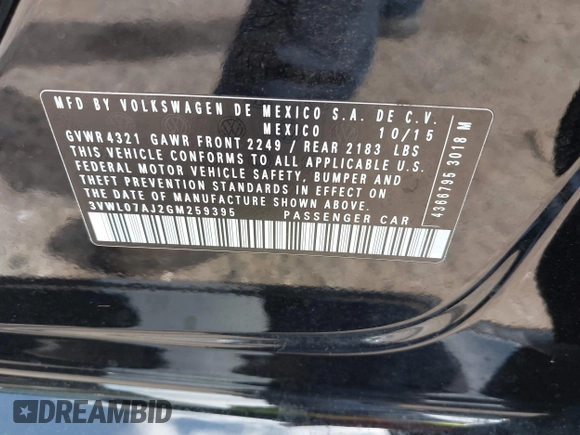 MFD BY VOLKSWAGEN DE MEXICO S.A. DE C.V.
MEXICO 10/15
GVWR 4321 GAWR FRONT 2249 / REAR 2183 LBS
THIS VEHICLE CONFORMS TO ALL APPLICABLE U.S.
FEDERAL MOTOR VEHICLE SAFETY, BUMPER AND
THEFT PREVENTION STANDARDS IN EFFECT ON
THE DATE OF MANUFACTURE SHOWN ABOVE.
3VWL07AJ2GM259395 PASSENGER CAR
4366795 3018 M
DREAMBID